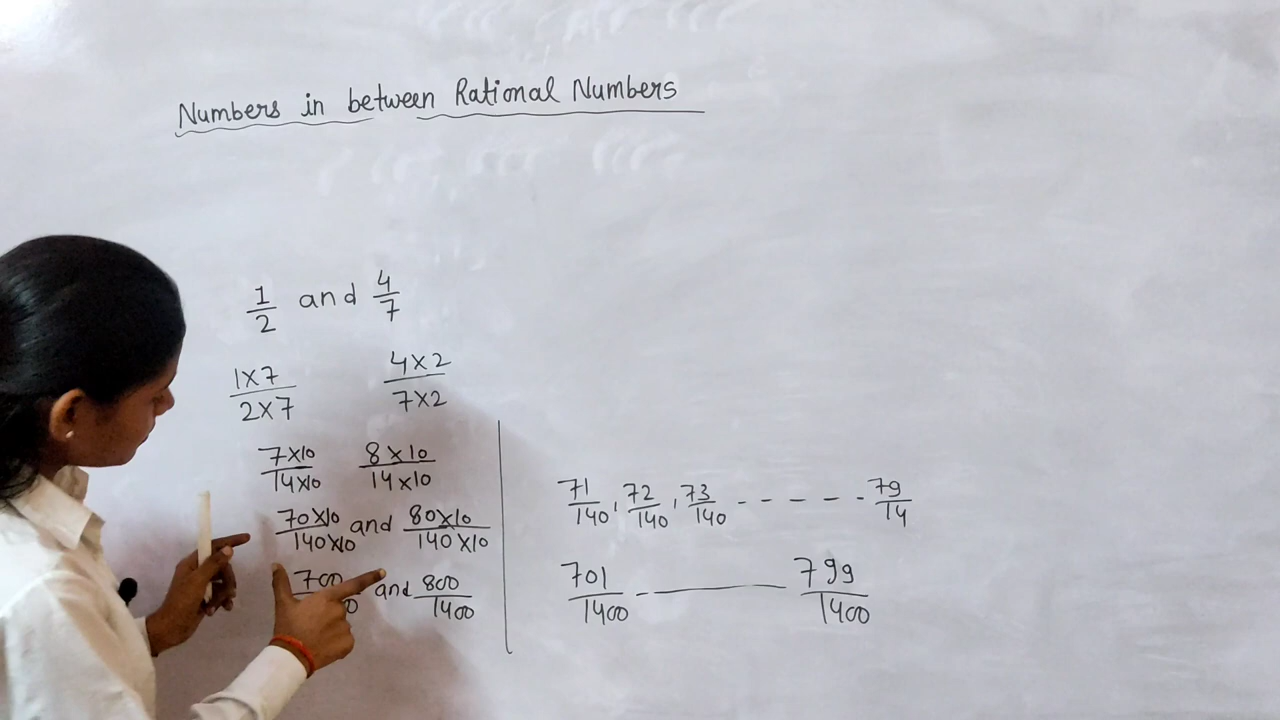 Numbers in between Rational Numbers
1/2 and 4/7
1×7/2×7 4×2/7×2
7×10/14×10 8×10/14×10
70×10/140×10 and 80×10/140×10
700 and 800/1400
71/140, 72/140, 73/140 - - - - - - 79/14
701/1400 - ——— 799/1400